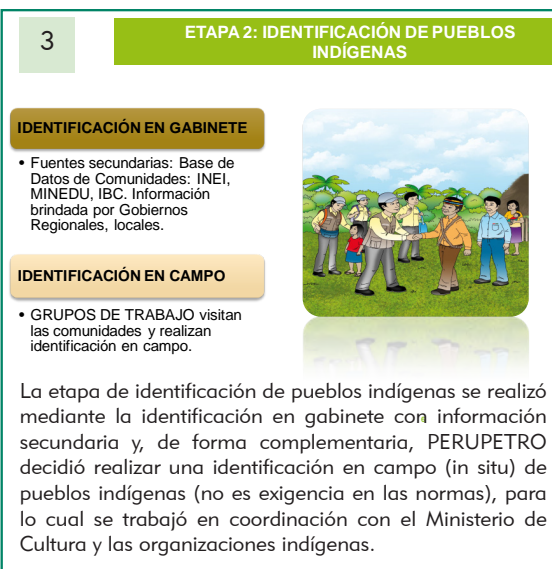 3
ETAPA 2: IDENTIFICACIÓN DE PUEBLOS
INDÍGENAS
IDENTIFICACIÓN EN GABINETE
• Fuentes secundarias: Base de
Datos de Comunidades: INEI,
MINEDU, IBC. Información
brindada por Gobiernos
Regionales, locales.
IDENTIFICACIÓN EN CAMPO
• GRUPOS DE TRABAJO visitan
las comunidades y realizan
identificación en campo.
La etapa de identificación de pueblos indígenas se realizó
mediante la identificación en gabinete con información
secundaria y, de forma complementaria, PERUPETRO
decidió realizar una identificación en campo (in situ) de
pueblos indígenas (no es exigencia en las normas), para
lo cual se trabajó en coordinación con el Ministerio de
Cultura y las organizaciones indígenas.